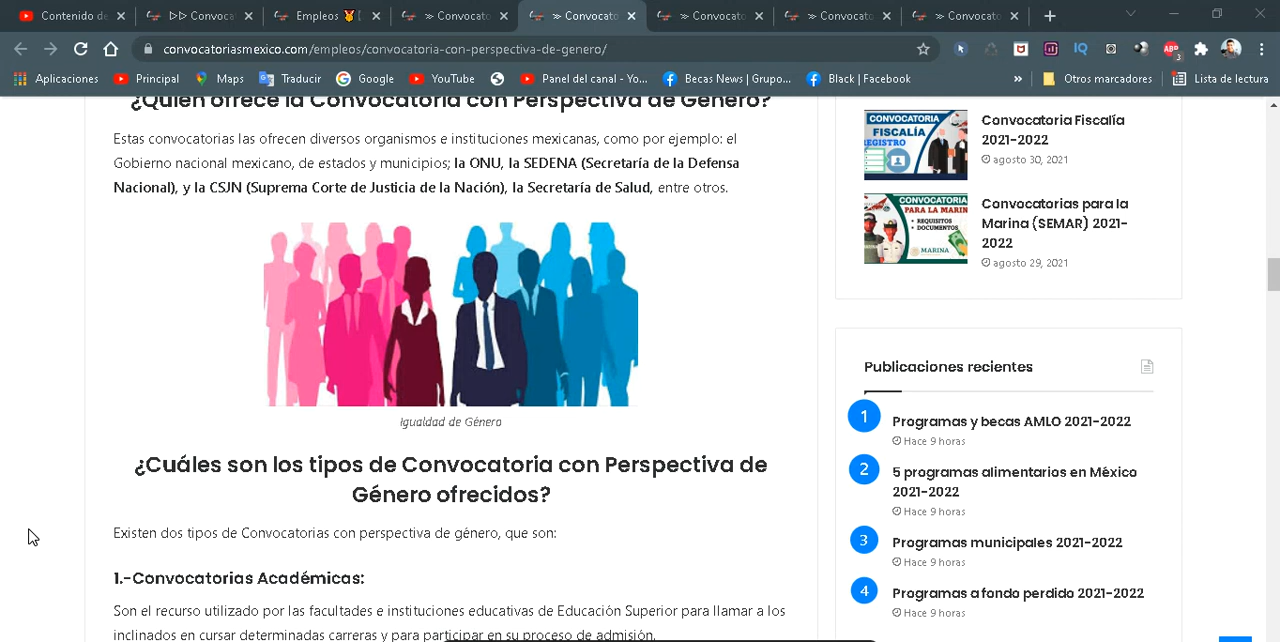 Contenido de
▷▷ Convoca
Empleos 🏅
» Convocato
» Convocato
» Convocato
» Convocato
» Convocato
convocatoriasmexico.com/empleos/convocatoria-con-perspectiva-de-genero/
IQ
ABP
3
Aplicaciones
Principal
Maps
Traducir
Google
YouTube
Panel del canal - Yo...
Becas News | Grupo...
Black | Facebook
»
Otros marcadores
Lista de lectura
¿Quién ofrece la Convocatoria con Perspectiva de Género?
Estas convocatorias las ofrecen diversos organismos e instituciones mexicanas, como por ejemplo: el
Gobierno nacional mexicano, de estados y municipios; la ONU, la SEDENA (Secretaría de la Defensa
Nacional), y la CSJN (Suprema Corte de Justicia de la Nación), la Secretaría de Salud, entre otros.
Igualdad de Género
¿Cuáles son los tipos de Convocatoria con Perspectiva de
Género ofrecidos?
Existen dos tipos de Convocatorias con perspectiva de género, que son:
1.-Convocatorias Académicas:
Son el recurso utilizado por las facultades e instituciones educativas de Educación Superior para llamar a los
inclinados en cursar determinadas carreras y para participar en su proceso de admisión.
CONVOCATORIA
FISCALÍA
REGISTRO
Convocatoria Fiscalía
2021-2022
agosto 30, 2021
CONVOCATORIA
PARA LA MARIN
• REQUISITOS
• DOCUMENTOS
MARINA
Convocatorias para la
Marina (SEMAR) 2021-
2022
agosto 29, 2021
Publicaciones recientes
1
Programas y becas AMLO 2021-2022
Hace 9 horas
2
5 programas alimentarios en México
2021-2022
Hace 9 horas
3
Programas municipales 2021-2022
Hace 9 horas
4
Programas a fondo perdido 2021-2022
Hace 9 horas